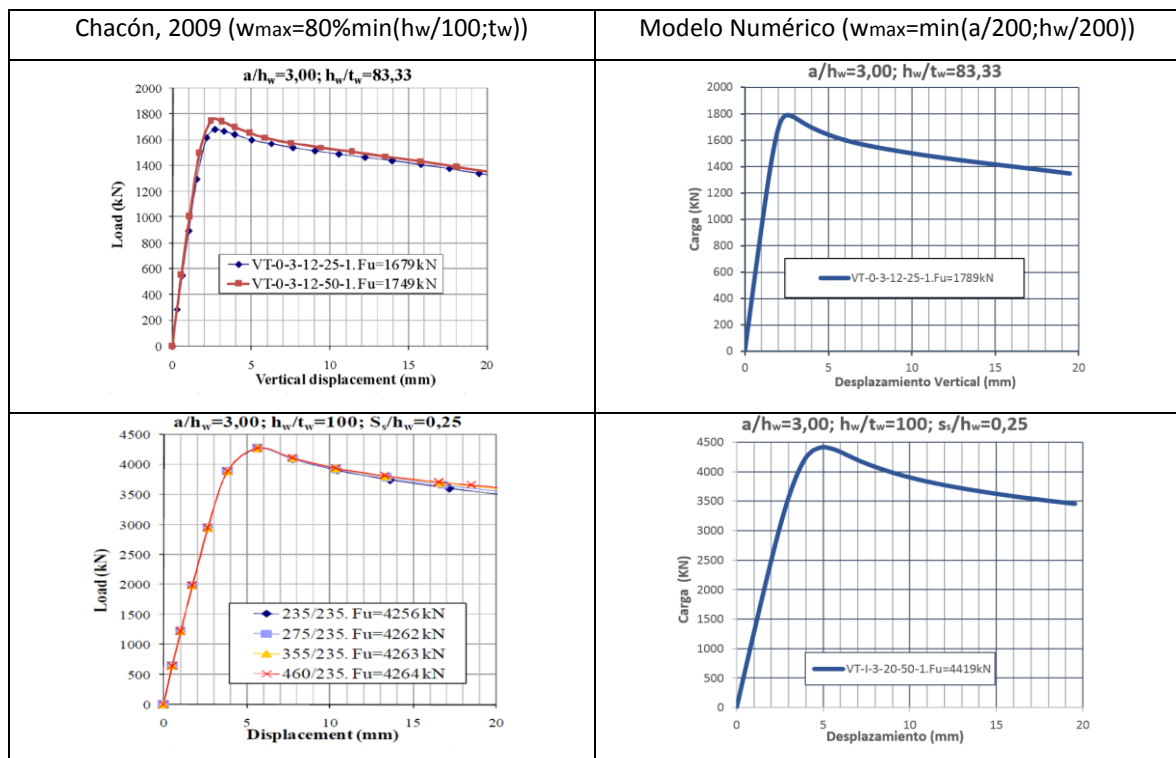 Chacón, 2009 (wmax=80%min(hw/100;tw))
Modelo Numérico (wmax=min(a/200;hw/200))
a/hw=3,00; hw/tw=83,33
2000
1800
1600
1400
1200
1000
800
600
400
200
0
Load (kN)
VT-0-3-12-25-1.Fu=1679kN
VT-0-3-12-50-1.Fu=1749kN
0 5 10 15 20
Vertical displacement (mm)
a/hw=3,00; hw/tw=83,33
2000
1800
1600
1400
1200
1000
800
600
400
200
0
Carga (KN)
VT-0-3-12-25-1.Fu=1789kN
0 5 10 15 20
Desplazamiento Vertical (mm)
a/hw=3,00; hw/tw=100; Ss/hw=0,25
4500
4000
3500
3000
2500
2000
1500
1000
500
0
Load (kN)
235/235. Fu=4256 kN
275/235. Fu=4262 kN
355/235. Fu=4263 kN
460/235. Fu=4264 kN
0 5 10 15 20
Displacement (mm)
a/hw=3,00; hw/tw=100; ss/hw=0,25
4500
4000
3500
3000
2500
2000
1500
1000
500
0
Carga (KN)
VT-I-3-20-50-1.Fu=4419kN
0 5 10 15 20
Desplazamiento (mm)